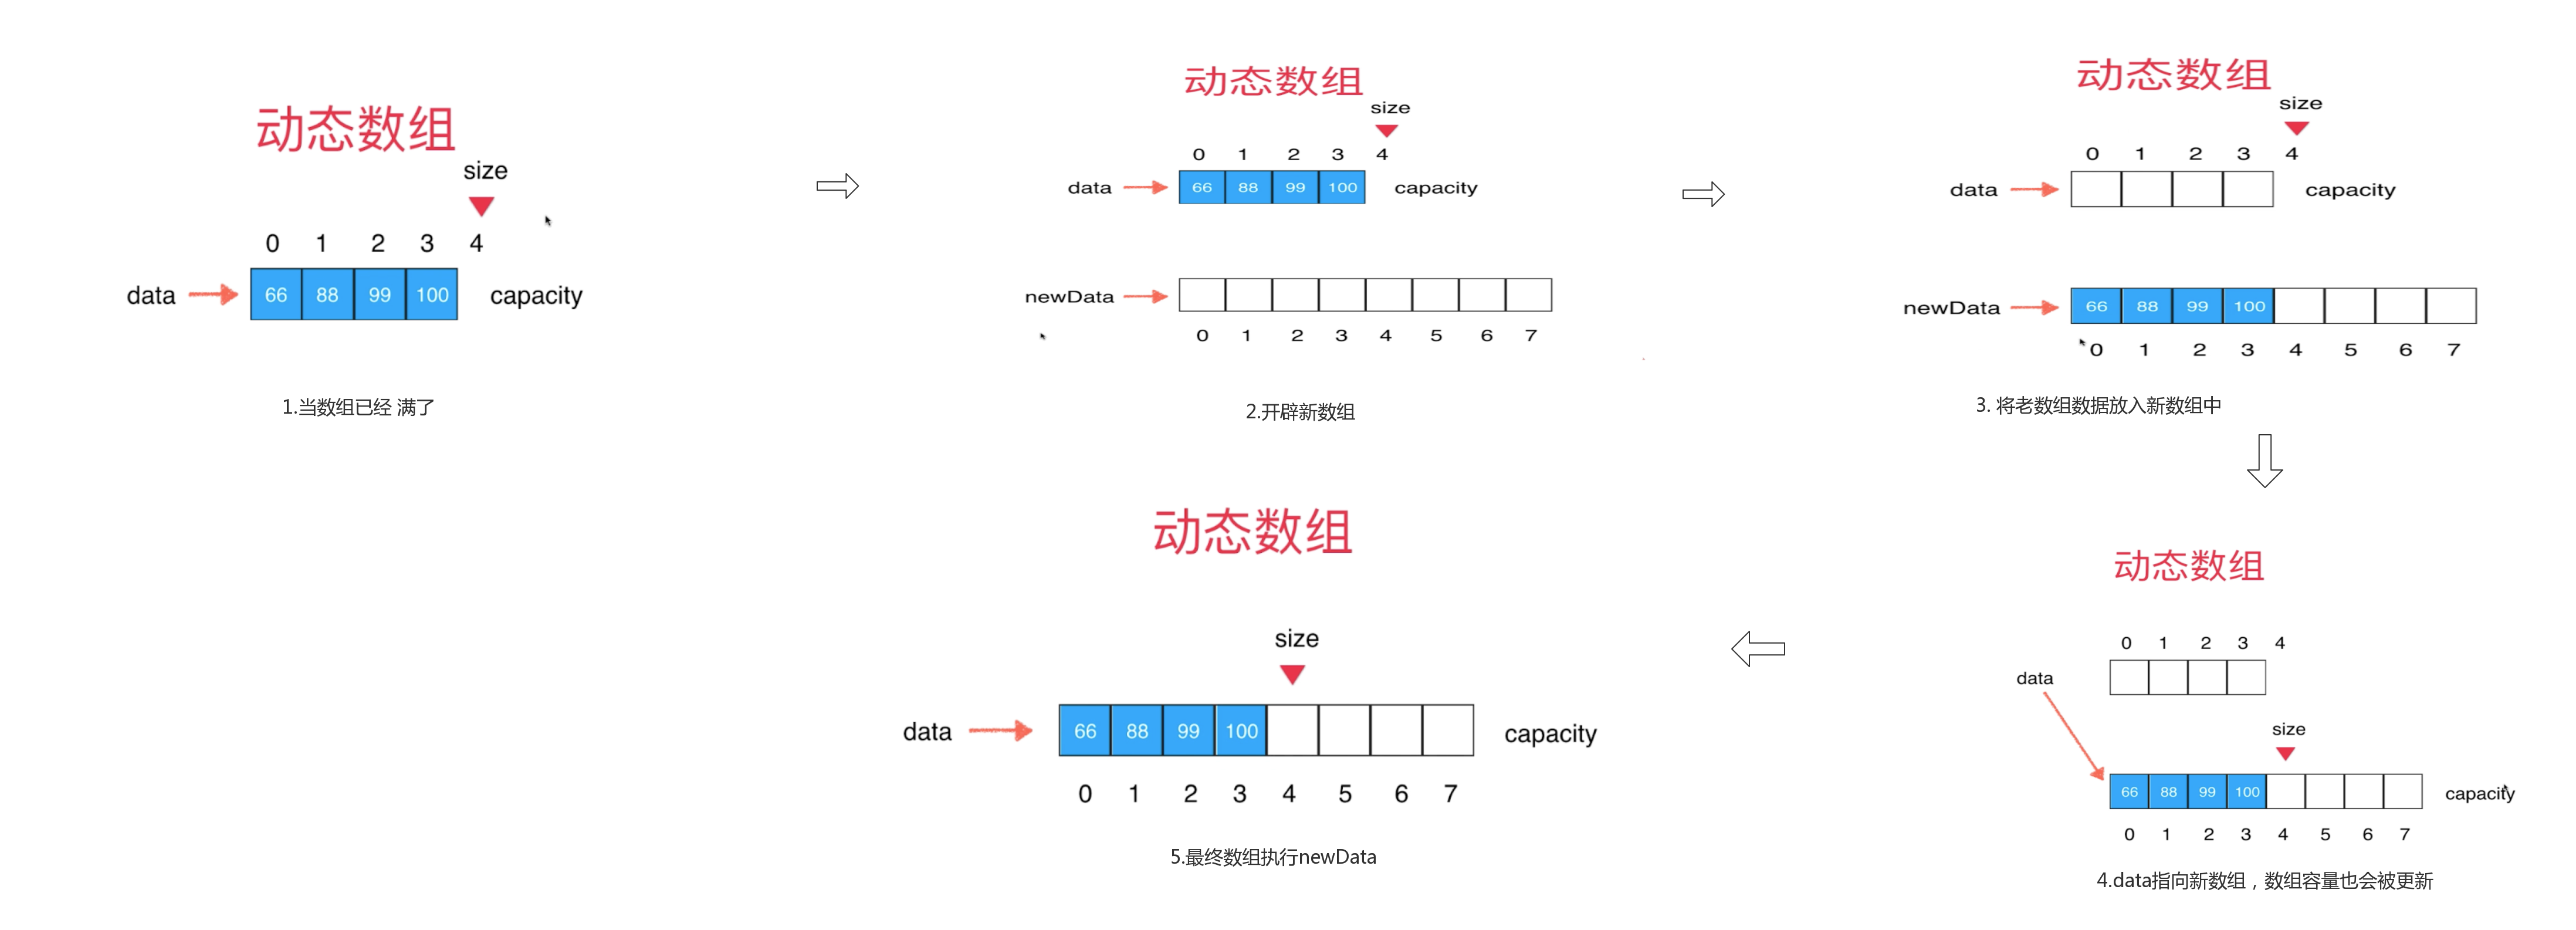 动态数组
size
0 1 2 3 4
data 66 88 99 100 capacity
1.当数组已经 满了
动态数组
size
0 1 2 3 4
data 66 88 99 100 capacity
newData
0 1 2 3 4 5 6 7
2.开辟新数组
动态数组
size
0 1 2 3 4
data capacity
newData 66 88 99 100
0 1 2 3 4 5 6 7
3. 将老数组数据放入新数组中
动态数组
0 1 2 3 4
data
size
66 88 99 100 capacity
0 1 2 3 4 5 6 7
4.data指向新数组，数组容量也会被更新
动态数组
size
data 66 88 99 100 capacity
0 1 2 3 4 5 6 7
5.最终数组执行newData